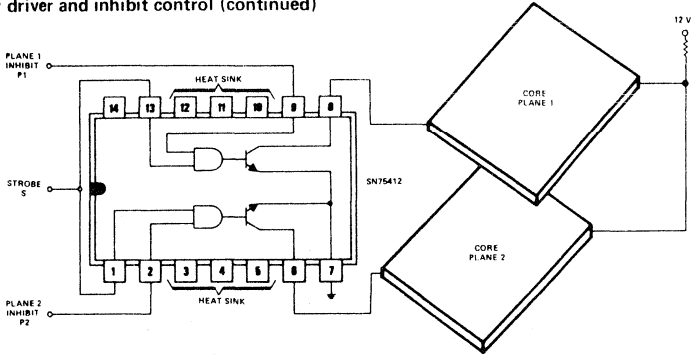 driver and inhibit control (continued)
12 V
PLANE 1
INHIBIT
P1
HEAT SINK
14 13 12 11 10 9 8
CORE
PLANE 1
STROBE
S
SN75412
CORE
PLANE 2
1 2 3 4 5 6 7
PLANE 2
INHIBIT
P2
HEAT SINK